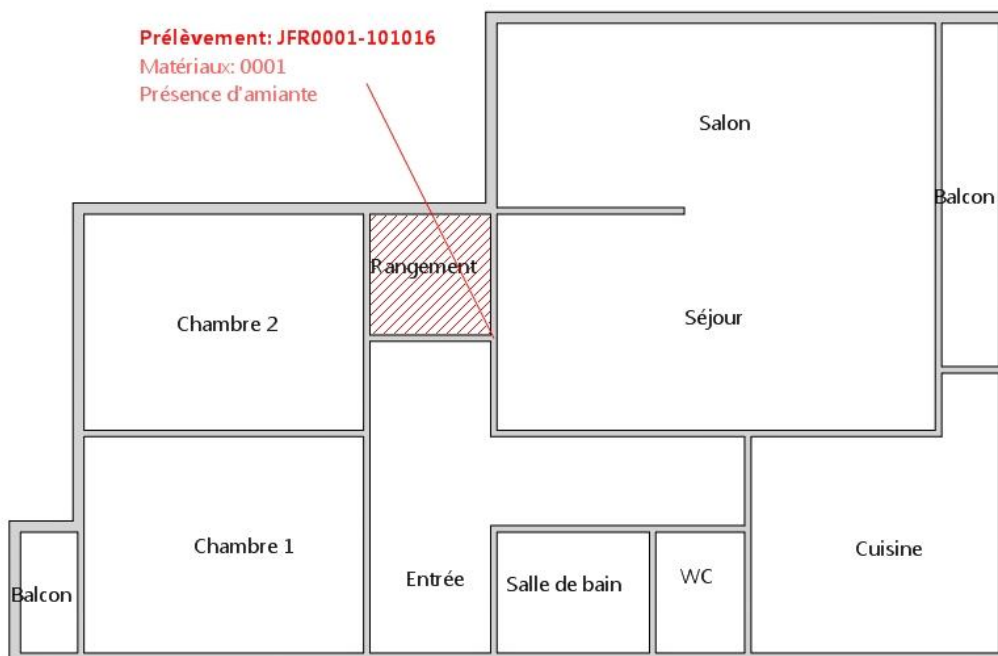 Prélèvement: JFR0001-101016
Matériaux: 0001
Présence d'amiante
Salon
Balcon
Rangement
Chambre 2
Séjour
Chambre 1
Cuisine
Entrée
Salle de bain
WC
Balcon